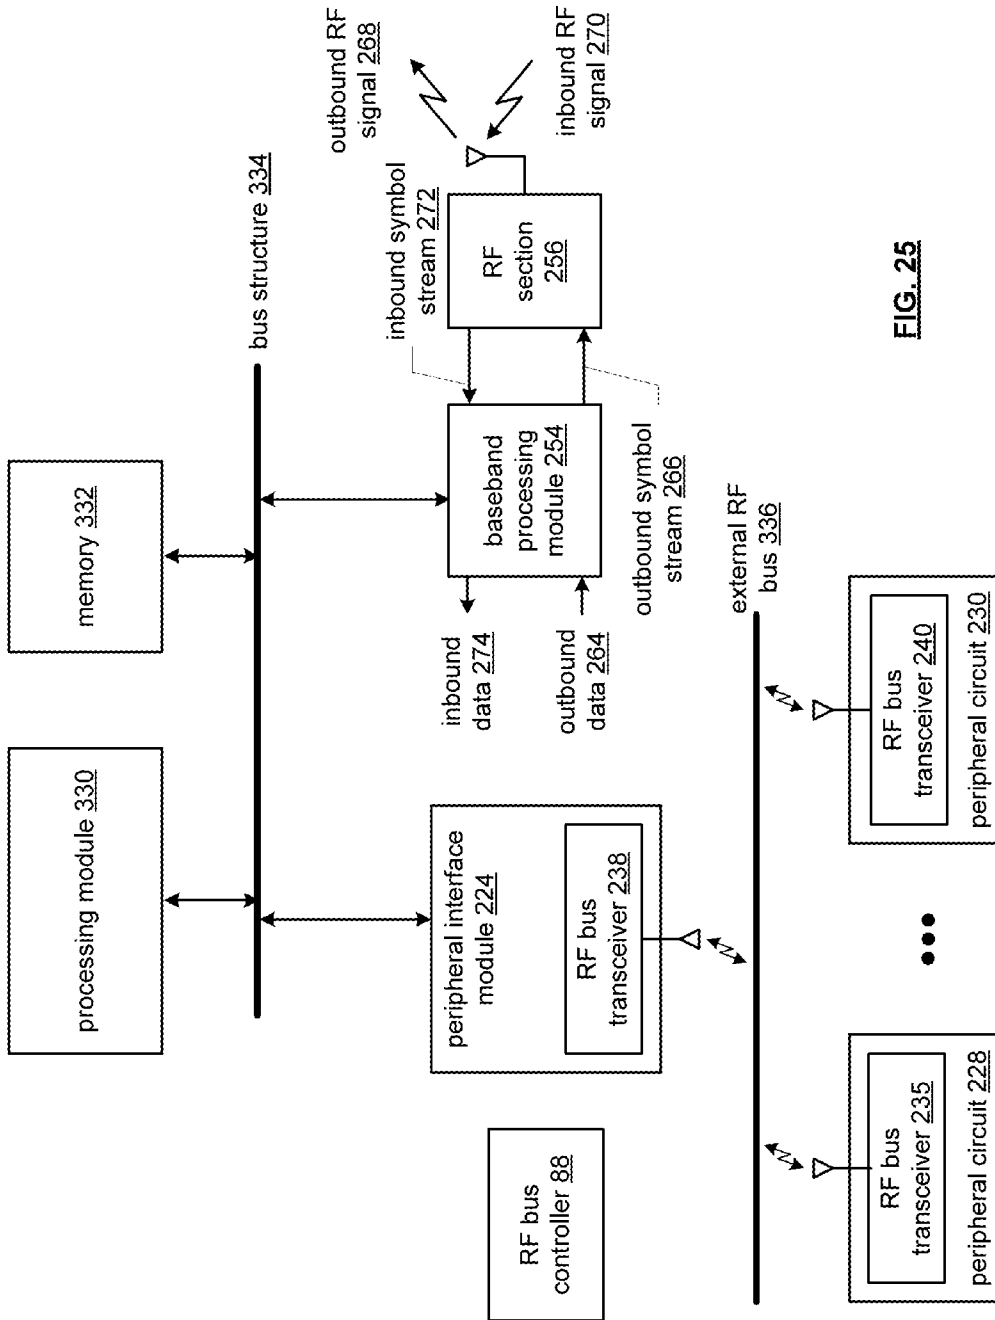 processing module 330
memory 332
bus structure 334
RF bus
controller 88
peripheral interface
module 224
RF bus
transceiver 238
inbound
data 274
outbound
data 264
baseband
processing
module 254
inbound symbol
stream 272
outbound symbol
stream 266
RF
section
256
outbound RF
signal 268
inbound RF
signal 270
external RF
bus 336
RF bus
transceiver 235
peripheral circuit 228
RF bus
transceiver 240
peripheral circuit 230
FIG. 25